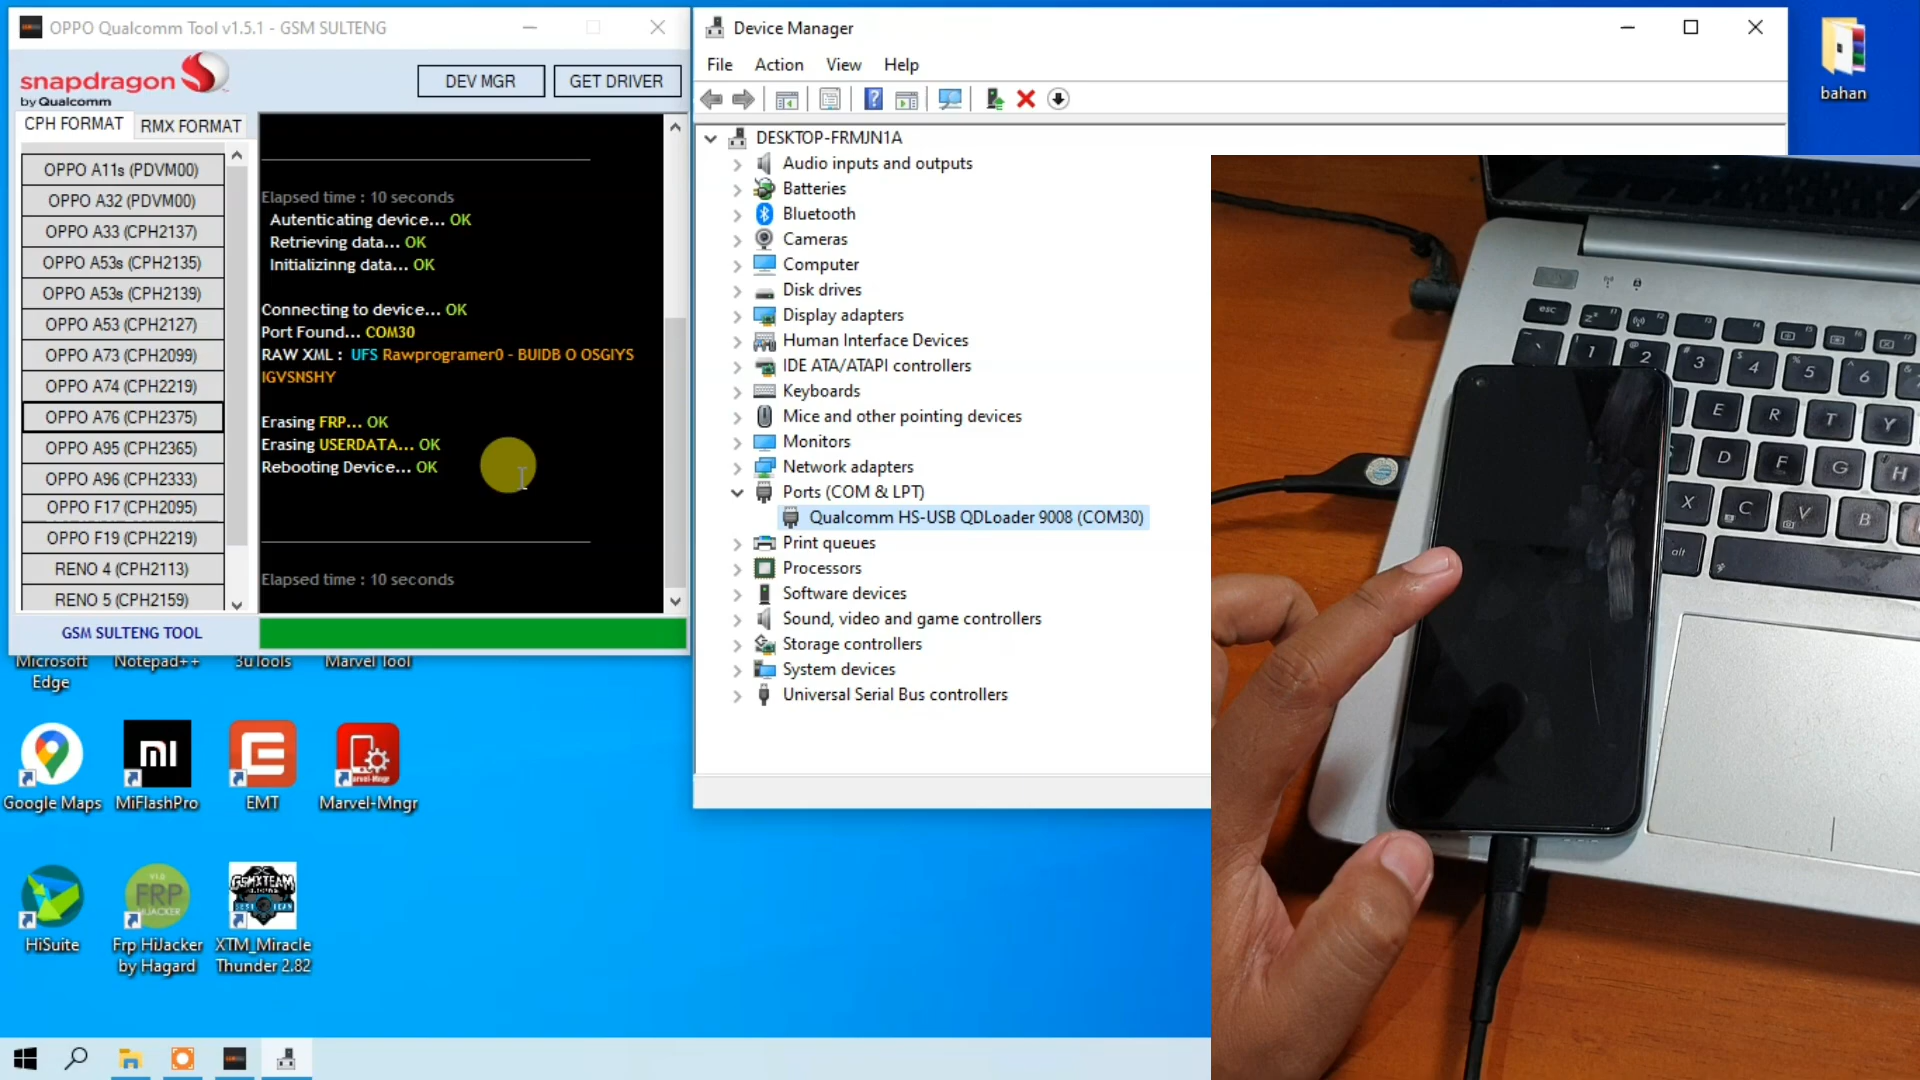 OPPO Qualcomm Tool v1.5.1 - GSM SULTENG
snapdragon
by Qualcomm
DEV MGR
GET DRIVER
CPH FORMAT
RMX FORMAT
OPPO A11s (PDVM00)
OPPO A32 (PDVM00)
OPPO A33 (CPH2137)
OPPO A53s (CPH2135)
OPPO A53s (CPH2139)
OPPO A53 (CPH2127)
OPPO A73 (CPH2099)
OPPO A74 (CPH2219)
OPPO A76 (CPH2375)
OPPO A95 (CPH2365)
OPPO A96 (CPH2333)
OPPO F17 (CPH2095)
OPPO F19 (CPH2219)
RENO 4 (CPH2113)
RENO 5 (CPH2159)
GSM SULTENG TOOL
Elapsed time : 10 seconds
Autenticating device... OK
Retrieving data... OK
Initializinng data... OK
Connecting to device... OK
Port Found... COM30
RAW XML : UFS Rawprogramer0 - BUIDB O OSGIYS
IGVSNSHY
Erasing FRP... OK
Erasing USERDATA... OK
Rebooting Device... OK
Elapsed time : 10 seconds
Device Manager
File Action View Help
DESKTOP-FRMJN1A
Audio inputs and outputs
Batteries
Bluetooth
Cameras
Computer
Disk drives
Display adapters
Human Interface Devices
IDE ATA/ATAPI controllers
Keyboards
Mice and other pointing devices
Monitors
Network adapters
Ports (COM & LPT)
Qualcomm HS-USB QDLoader 9008 (COM30)
Print queues
Processors
Software devices
Sound, video and game controllers
Storage controllers
System devices
Universal Serial Bus controllers
bahan
Microsoft
Edge
Notepad++
3uTools
Marvel Tool
Google Maps
MiFlashPro
EMT
Marvel-Mngr
HiSuite
Frp HiJacker
by Hagard
XTM_Miracle
Thunder 2.82
FRP
GSMXTEAM
esc
1 2 3 4 5 6
E R T Y
D F G H
X C V B
alt